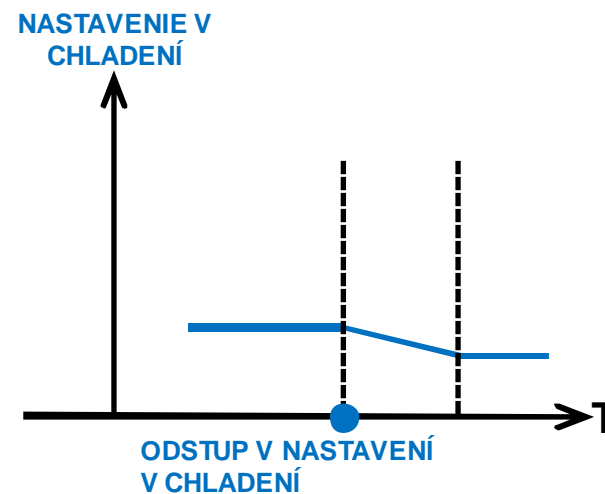 NASTAVENIE V
CHLADENÍ
T
ODSTUP V NASTAVENÍ
V CHLADENÍ